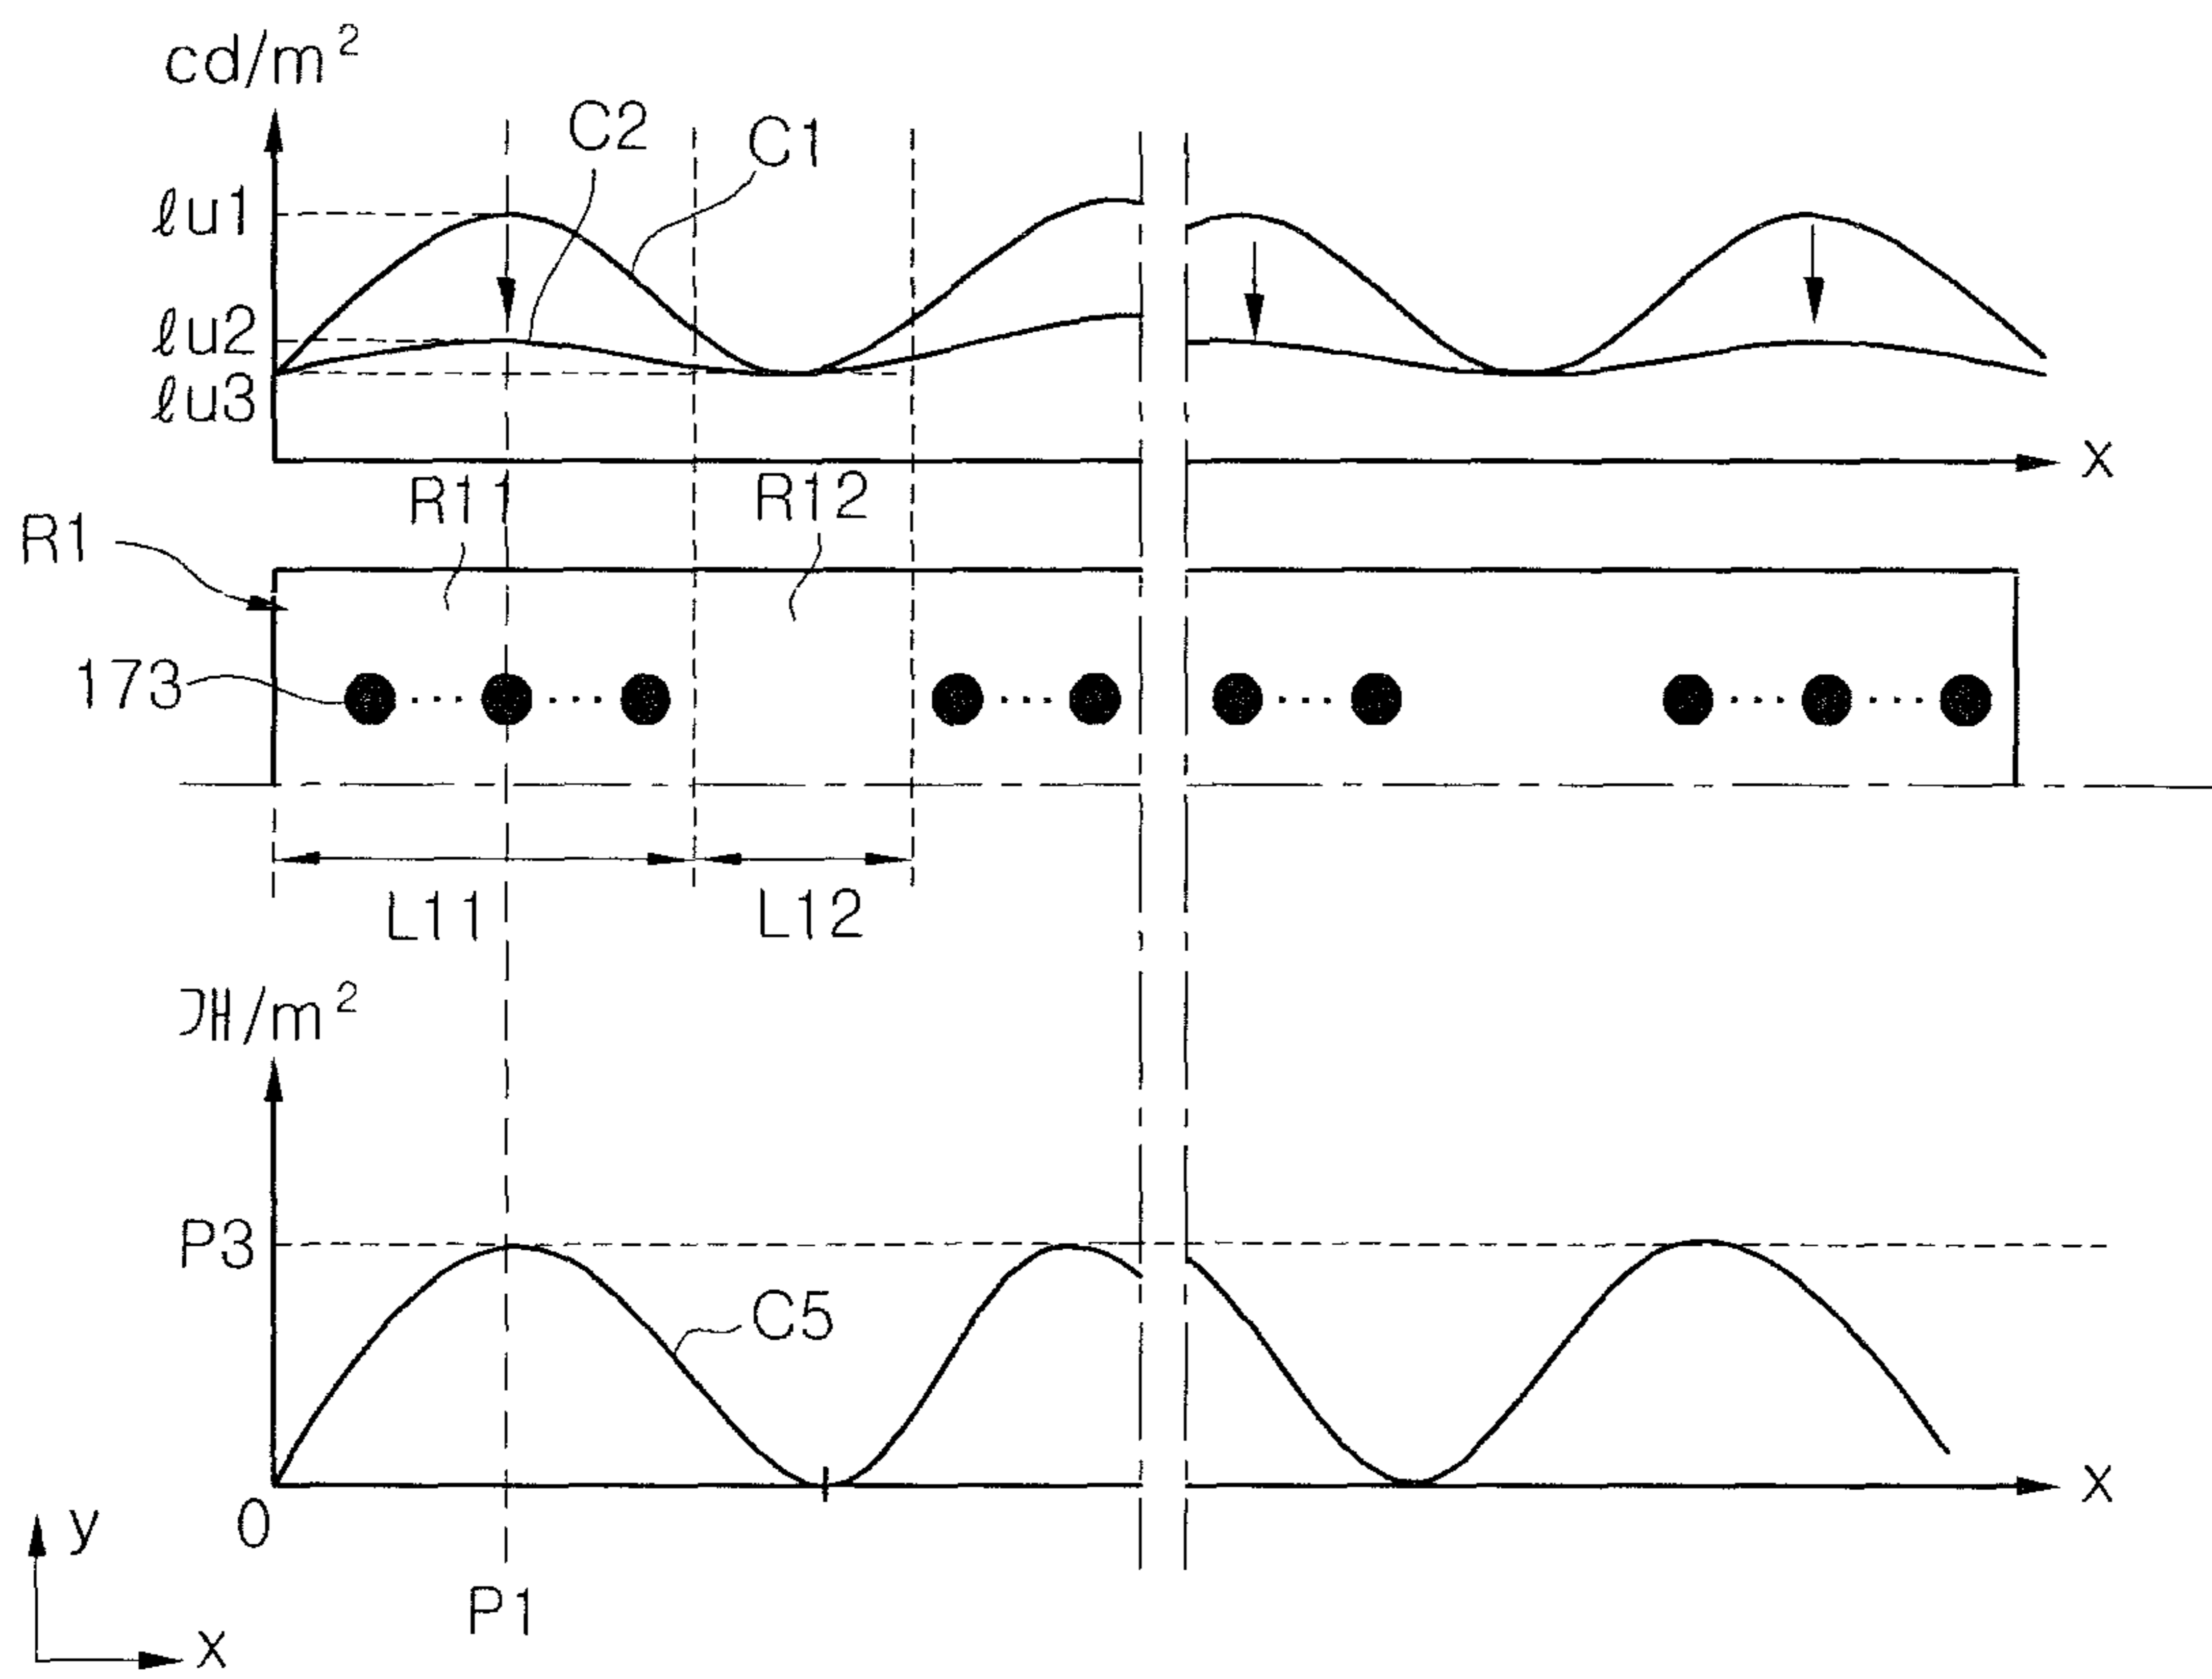 cd/m²
C2
C1
ℓu1
ℓu2
ℓu3
x
R11
R12
R1
173
L11
L12
개/m²
P3
C5
x
0
y
P1
x